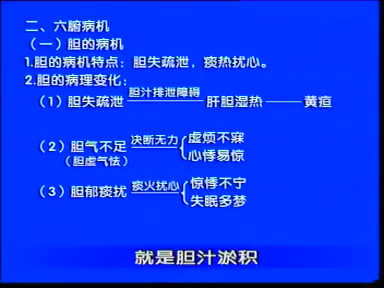 二、六腑病机
（一）胆的病机
1.胆的病机特点：胆失疏泄，痰热扰心。
2.胆的病理变化：
（1）胆失疏泄 胆汁排泄障碍 肝胆湿热 —— 黄疸
（2）胆气不足 决断无力 { 虚烦不寐
（胆虚气怯） 心悸易惊
（3）胆郁痰扰 痰火扰心 { 惊悸不宁
失眠多梦
就是胆汁淤积